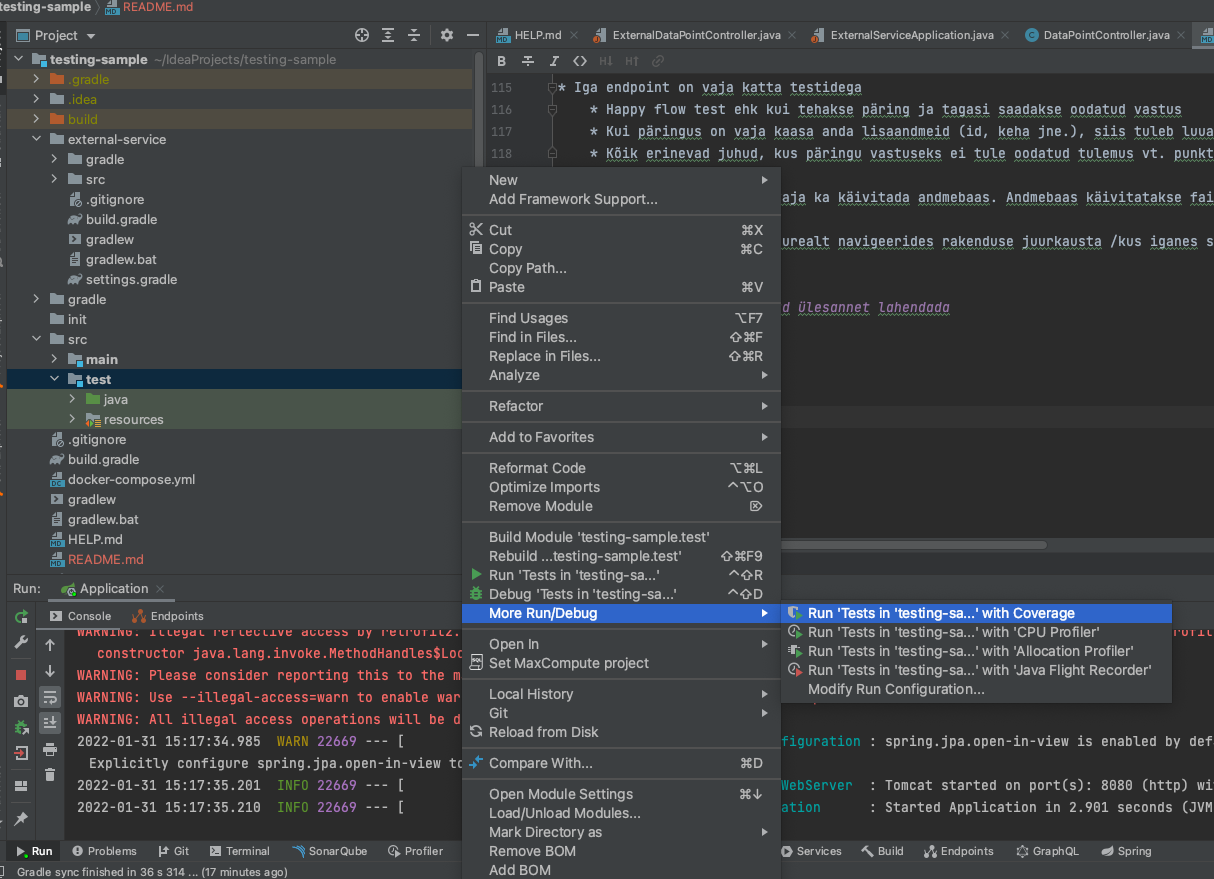 testing-sample README.md
Project
testing-sample ~/IdeaProjects/testing-sample
.gradle
.idea
build
external-service
gradle
src
.gitignore
build.gradle
gradlew
gradlew.bat
settings.gradle
gradle
init
src
main
test
java
resources
.gitignore
build.gradle
docker-compose.yml
gradlew
gradlew.bat
HELP.md
README.md
HELP.md ExternalDataPointController.java ExternalServiceApplication.java DataPointController.java
B I <> H↓ H↑
115 * Iga endpoint on vaja katta testidega
116 * Happy flow test ehk kui tehakse päring ja tagasi saadakse oodatud vastus
117 * Kui päringus on vaja kaasa anda lisaandmeid (id, keha jne.), siis tuleb luua
118 * Kõik erinevad juhud, kus päringu vastuseks ei tule oodatud tulemus vt. punkt
aja ka käivitada andmebaas. Andmebaas käivitatakse fai
urealt navigeerides rakenduse juurkausta /kus iganes s
d ülesannet lahendada
New
Add Framework Support...
Cut ⌘X
Copy ⌘C
Copy Path...
Paste ⌘V
Find Usages ⌥F7
Find in Files... ⇧⌘F
Replace in Files... ⇧⌘R
Analyze
Refactor
Add to Favorites
Reformat Code ⌥⌘L
Optimize Imports ^⌥O
Remove Module ⌦
Build Module 'testing-sample.test'
Rebuild ...testing-sample.test' ⇧⌘F9
Run 'Tests in 'testing-sa...' ^⇧R
Debug 'Tests in 'testing-sa...' ^⇧D
More Run/Debug
Open In
Set MaxCompute project
Local History
Git
Reload from Disk
Compare With... ⌘D
Open Module Settings ⌘↓
Load/Unload Modules...
Mark Directory as
Remove BOM
Add BOM
Run 'Tests in 'testing-sa...' with Coverage
Run 'Tests in 'testing-sa...' with 'CPU Profiler'
Run 'Tests in 'testing-sa...' with 'Allocation Profiler'
Run 'Tests in 'testing-sa...' with 'Java Flight Recorder'
Modify Run Configuration...
Run: Application
Console Endpoints
WARNING: Illegal reflective access by retrofit2. rofit
constructor java.lang.invoke.MethodHandles$Loo
WARNING: Please consider reporting this to the m
WARNING: Use --illegal-access=warn to enable war
WARNING: All illegal access operations will be d
2022-01-31 15:17:34.985 WARN 22669 --- [ figuration : spring.jpa.open-in-view is enabled by def
Explicitly configure spring.jpa.open-in-view to
2022-01-31 15:17:35.201 INFO 22669 --- [ WebServer : Tomcat started on port(s): 8080 (http) wi
2022-01-31 15:17:35.210 INFO 22669 --- [ ation : Started Application in 2.901 seconds (JVM
Run Problems Git Terminal SonarQube Profiler Services Build Endpoints GraphQL Spring
Gradle sync finished in 36 s 314 ... (17 minutes ago)